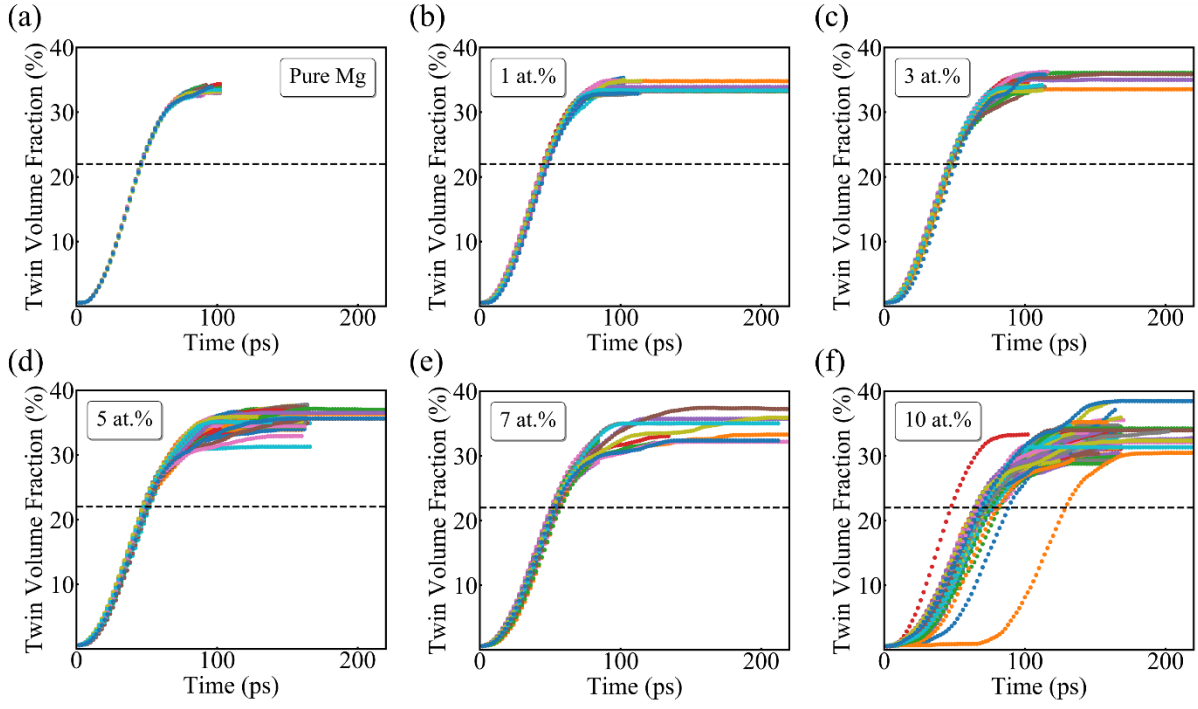 (a)
Twin Volume Fraction (%)
40
30
20
10
Pure Mg
0
100
200
Time (ps)
(b)
Twin Volume Fraction (%)
40
30
20
10
1 at.%
0
100
200
Time (ps)
(c)
Twin Volume Fraction (%)
40
30
20
10
3 at.%
0
100
200
Time (ps)
(d)
Twin Volume Fraction (%)
40
30
20
10
5 at.%
0
100
200
Time (ps)
(e)
Twin Volume Fraction (%)
40
30
20
10
7 at.%
0
100
200
Time (ps)
(f)
Twin Volume Fraction (%)
40
30
20
10
10 at.%
0
100
200
Time (ps)